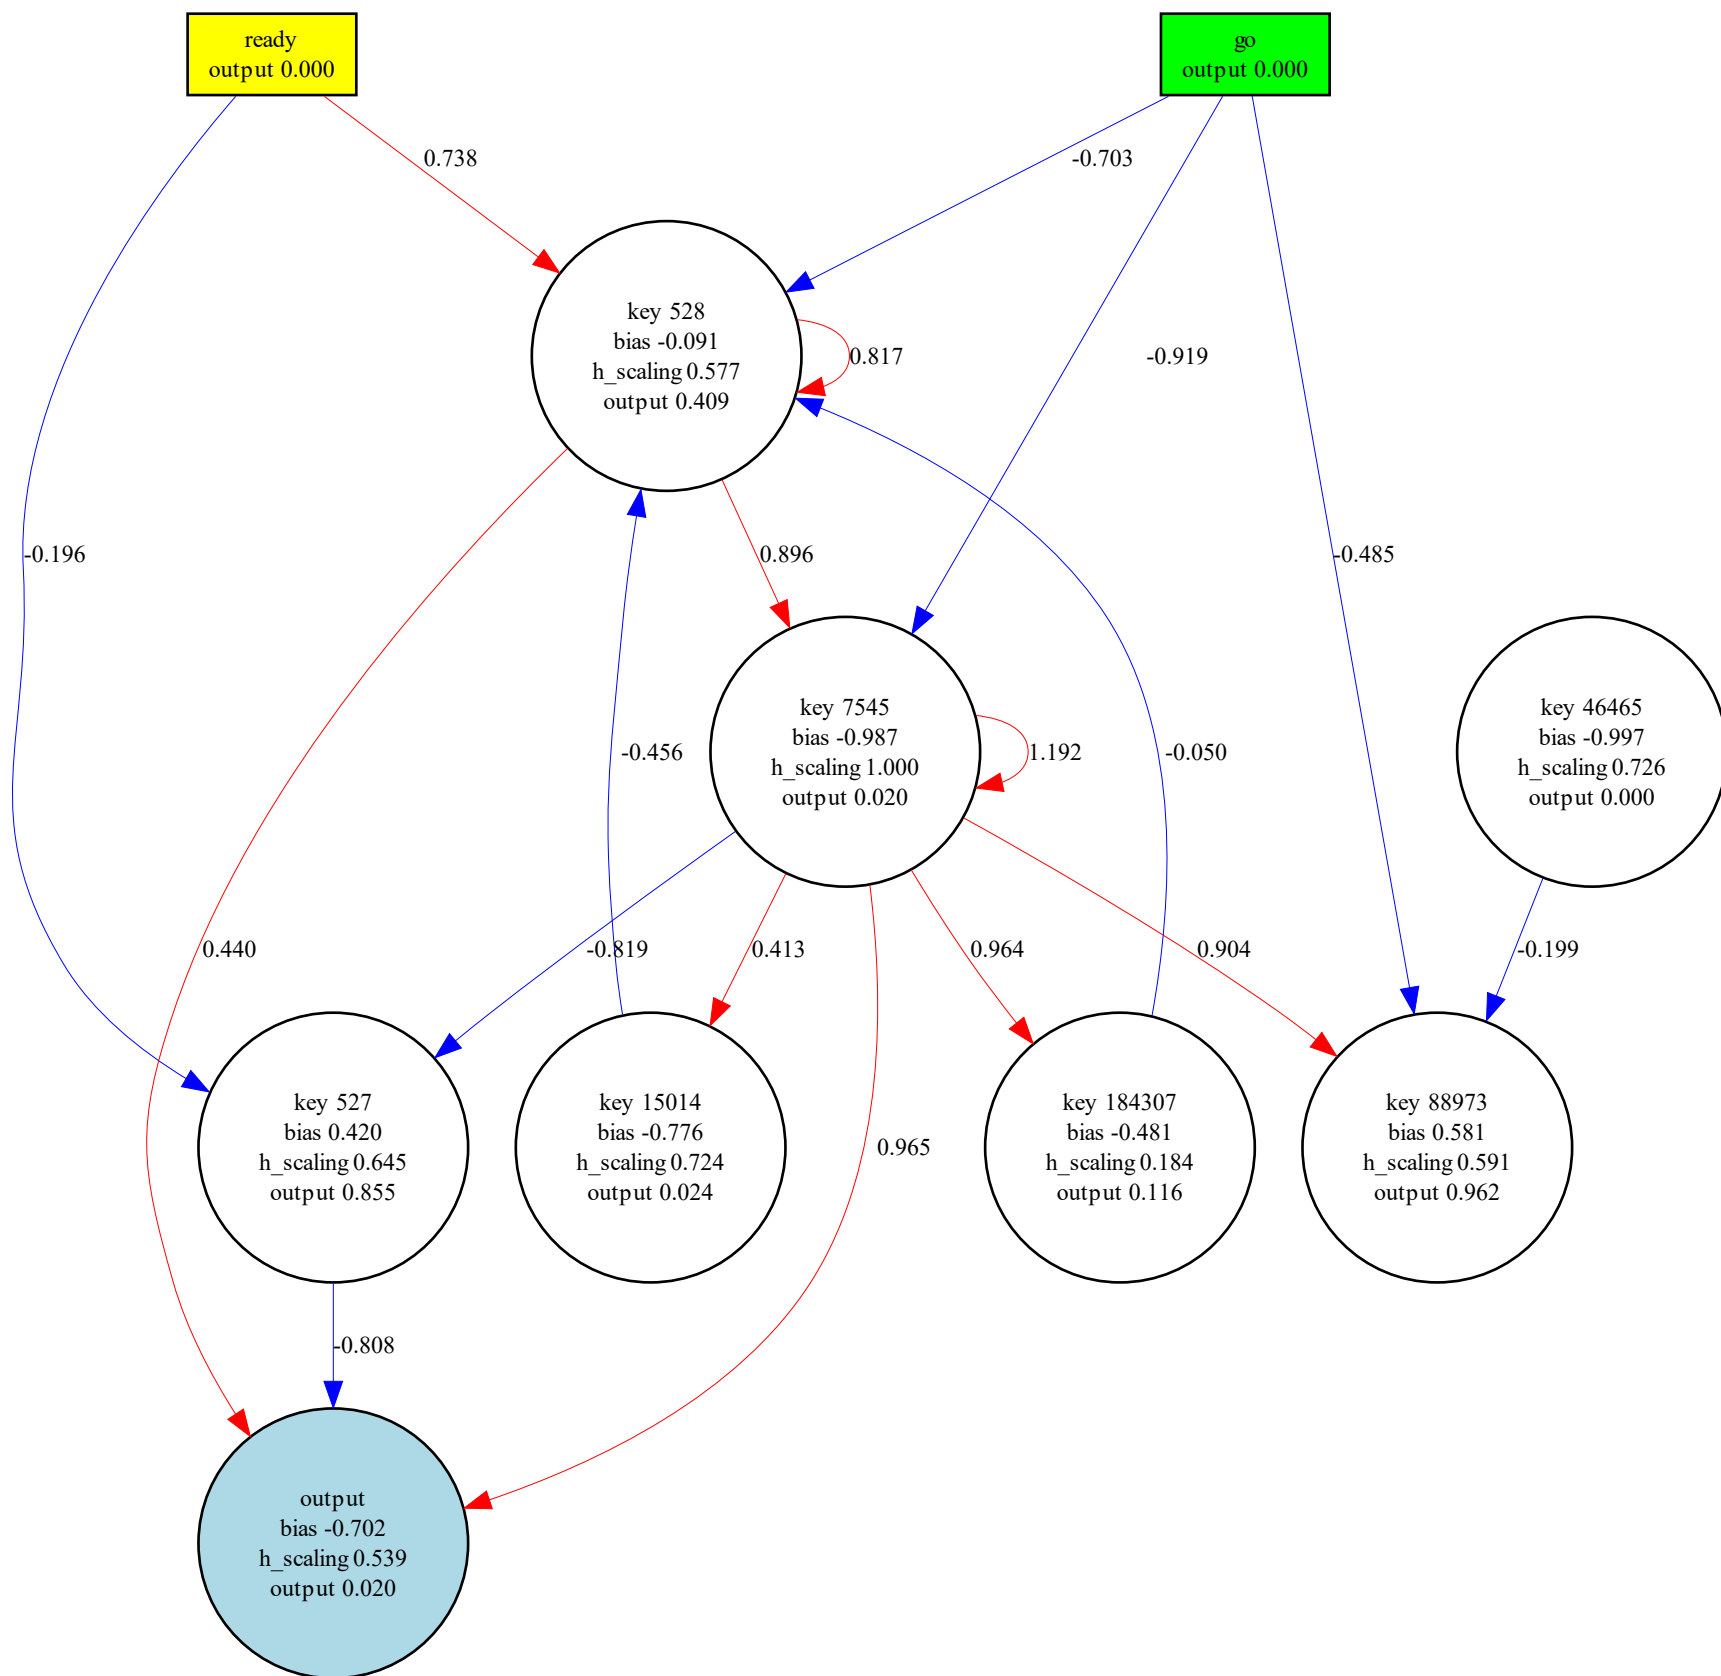 ready
output 0.000
go
output 0.000
0.738
-0.703
key 528
bias -0.091
h_scaling 0.577
output 0.409
0.817
-0.919
-0.196
0.896
-0.485
key 7545
bias -0.987
h_scaling 1.000
output 0.020
1.192
-0.456
-0.050
key 46465
bias -0.997
h_scaling 0.726
output 0.000
0.440
-0.819
0.413
0.964
0.904
-0.199
key 527
bias 0.420
h_scaling 0.645
output 0.855
key 15014
bias -0.776
h_scaling 0.724
output 0.024
0.965
key 184307
bias -0.481
h_scaling 0.184
output 0.116
key 88973
bias 0.581
h_scaling 0.591
output 0.962
-0.808
output
bias -0.702
h_scaling 0.539
output 0.020